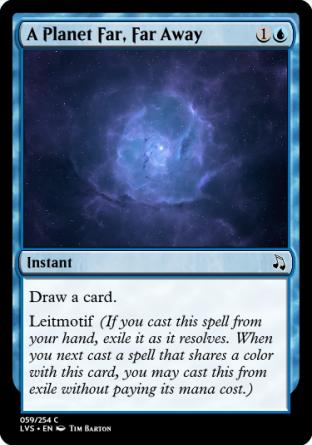 A Planet Far, Far Away 1
Instant
Draw a card.
Leitmotif (If you cast this spell from
your hand, exile it as it resolves. When
you next cast a spell that shares a color
with this card, you may cast this from
exile without paying its mana cost.)
059/254 C
LVS • EN Tim Barton